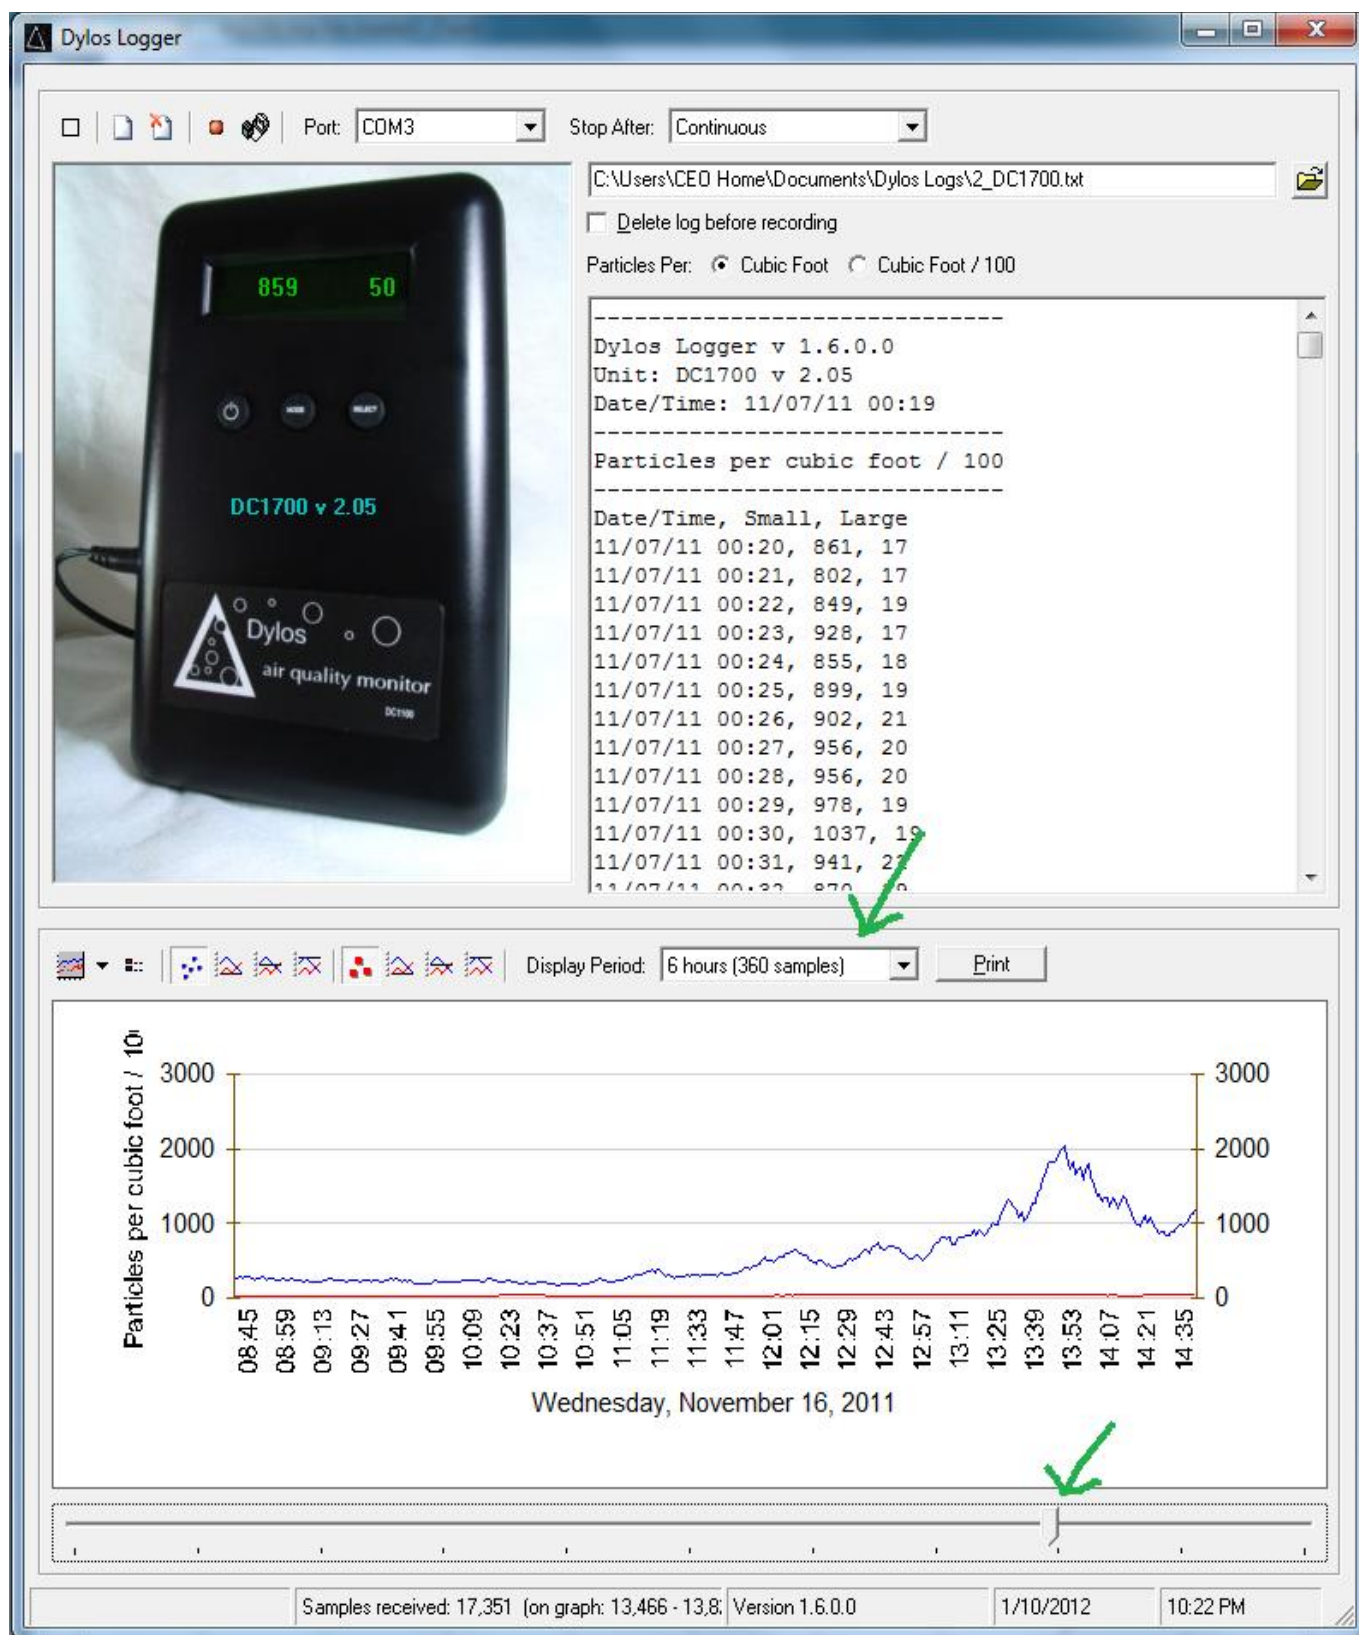 Dylos Logger
Port: COM3 Stop After: Continuous
C:\Users\CEO Home\Documents\Dylos Logs\2_DC1700.txt
Delete log before recording
Particles Per: Cubic Foot Cubic Foot / 100
859 50
MODE SELECT
DC1700 v 2.05
Dylos
air quality monitor
DC1100
------------------------------
Dylos Logger v 1.6.0.0
Unit: DC1700 v 2.05
Date/Time: 11/07/11 00:19
------------------------------
Particles per cubic foot / 100
------------------------------
Date/Time, Small, Large
11/07/11 00:20, 861, 17
11/07/11 00:21, 802, 17
11/07/11 00:22, 849, 19
11/07/11 00:23, 928, 17
11/07/11 00:24, 855, 18
11/07/11 00:25, 899, 19
11/07/11 00:26, 902, 21
11/07/11 00:27, 956, 20
11/07/11 00:28, 956, 20
11/07/11 00:29, 978, 19
11/07/11 00:30, 1037, 19
11/07/11 00:31, 941,
11/07/11 00:32,
Display Period: 6 hours (360 samples) Print
Particles per cubic foot / 10
3000 3000
2000 2000
1000 1000
0 0
08:45 08:59 09:13 09:27 09:41 09:55 10:09 10:23 10:37 10:51 11:05 11:19 11:33 11:47 12:01 12:15 12:29 12:43 12:57 13:11 13:25 13:39 13:53 14:07 14:21 14:35
Wednesday, November 16, 2011
Samples received: 17,351 (on graph: 13,466 - 13,8 Version 1.6.0.0 1/10/2012 10:22 PM